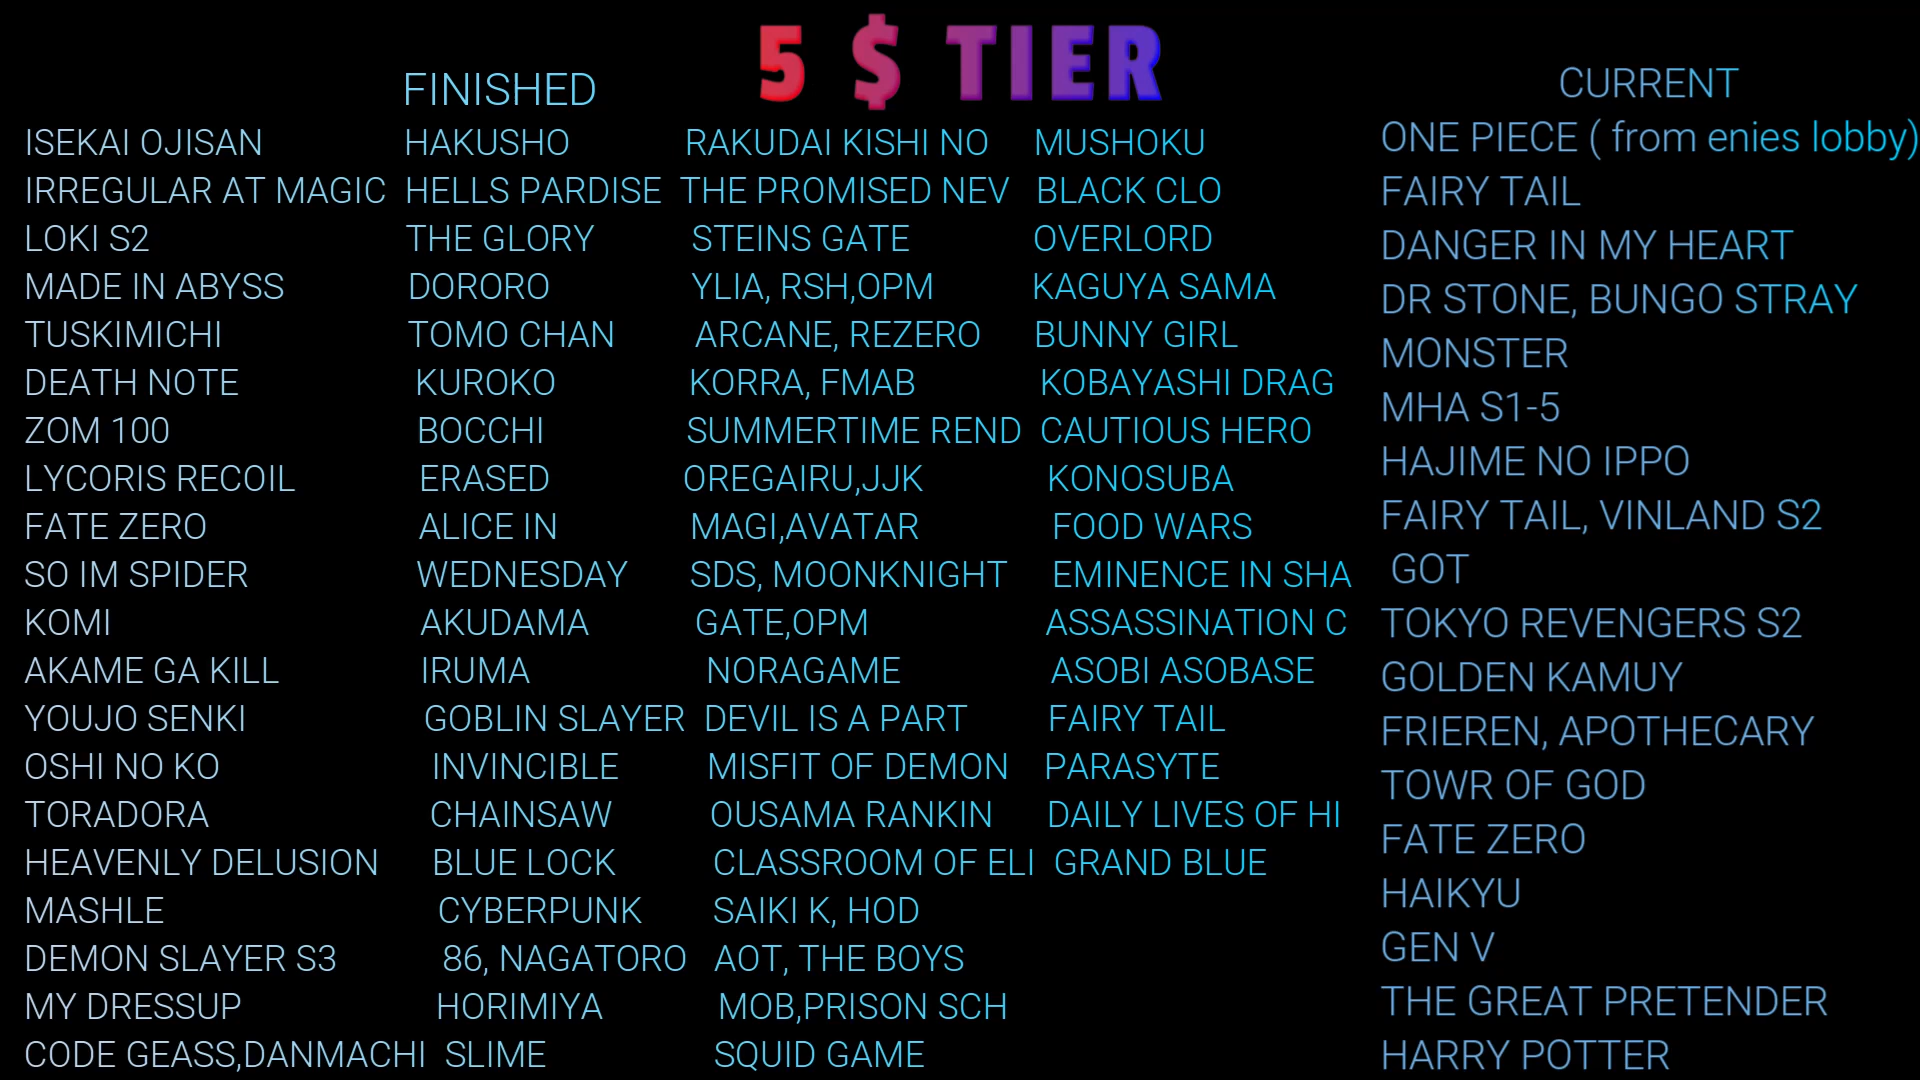 5 $ TIER
FINISHED
ISEKAI OJISAN
IRREGULAR AT MAGIC
LOKI S2
MADE IN ABYSS
TUSKIMICHI
DEATH NOTE
ZOM 100
LYCORIS RECOIL
FATE ZERO
SO IM SPIDER
KOMI
AKAME GA KILL
YOUJO SENKI
OSHI NO KO
TORADORA
HEAVENLY DELUSION
MASHLE
DEMON SLAYER S3
MY DRESSUP
CODE GEASS,DANMACHI
HAKUSHO
HELLS PARDISE
THE GLORY
DORORO
TOMO CHAN
KUROKO
BOCCHI
ERASED
ALICE IN
WEDNESDAY
AKUDAMA
IRUMA
GOBLIN SLAYER
INVINCIBLE
CHAINSAW
BLUE LOCK
CYBERPUNK
86, NAGATORO
HORIMIYA
SLIME
RAKUDAI KISHI NO
THE PROMISED NEV
STEINS GATE
YLIA, RSH,OPM
ARCANE, REZERO
KORRA, FMAB
SUMMERTIME REND
OREGAIRU,JJK
MAGI,AVATAR
SDS, MOONKNIGHT
GATE,OPM
NORAGAME
DEVIL IS A PART
MISFIT OF DEMON
OUSAMA RANKIN
CLASSROOM OF ELI
SAIKI K, HOD
AOT, THE BOYS
MOB,PRISON SCH
SQUID GAME
MUSHOKU
BLACK CLO
OVERLORD
KAGUYA SAMA
BUNNY GIRL
KOBAYASHI DRAG
CAUTIOUS HERO
KONOSUBA
FOOD WARS
EMINENCE IN SHA
ASSASSINATION C
ASOBI ASOBASE
FAIRY TAIL
PARASYTE
DAILY LIVES OF HI
GRAND BLUE
CURRENT
ONE PIECE ( from enies lobby)
FAIRY TAIL
DANGER IN MY HEART
DR STONE, BUNGO STRAY
MONSTER
MHA S1-5
HAJIME NO IPPO
FAIRY TAIL, VINLAND S2
GOT
TOKYO REVENGERS S2
GOLDEN KAMUY
FRIEREN, APOTHECARY
TOWR OF GOD
FATE ZERO
HAIKYU
GEN V
THE GREAT PRETENDER
HARRY POTTER